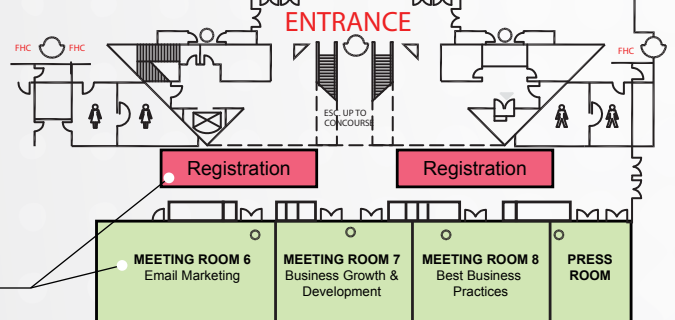 ENTRANCE
FHC FHC
FHC
ESC. UP TO
CONCOURSE
Registration
Registration
MEETING ROOM 6
Email Marketing
MEETING ROOM 7
Business Growth &
Development
MEETING ROOM 8
Best Business
Practices
PRESS
ROOM